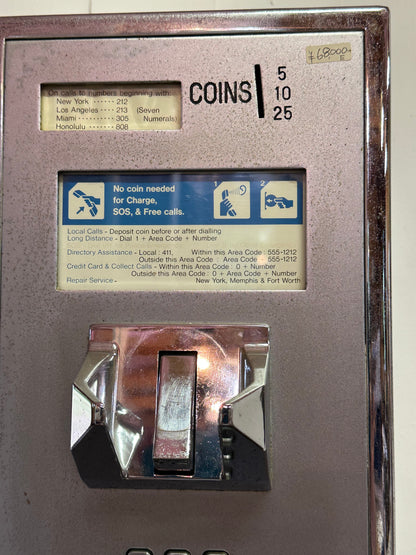 ¥68,000
On calls to numbers beginning with:
New York ······ 212
Los Angeles ···· 213 (Seven
Miami ·········· 305 Numerals)
Honolulu ······ 808
COINS
5
10
25
No coin needed
for Charge,
SOS, & Free calls.
1
2
Local Calls - Deposit coin before or after dialling
Long Distance - Dial 1 + Area Code + Number
Directory Assistance - Local : 411, Within this Area Code : 555-1212
Outside this Area Code : Area Code + 555-1212
Credit Card & Collect Calls - Within this Area Code : 0 + Number
Outside this Area Code : 0 + Area Code + Number
Repair Service - New York, Memphis & Fort Worth